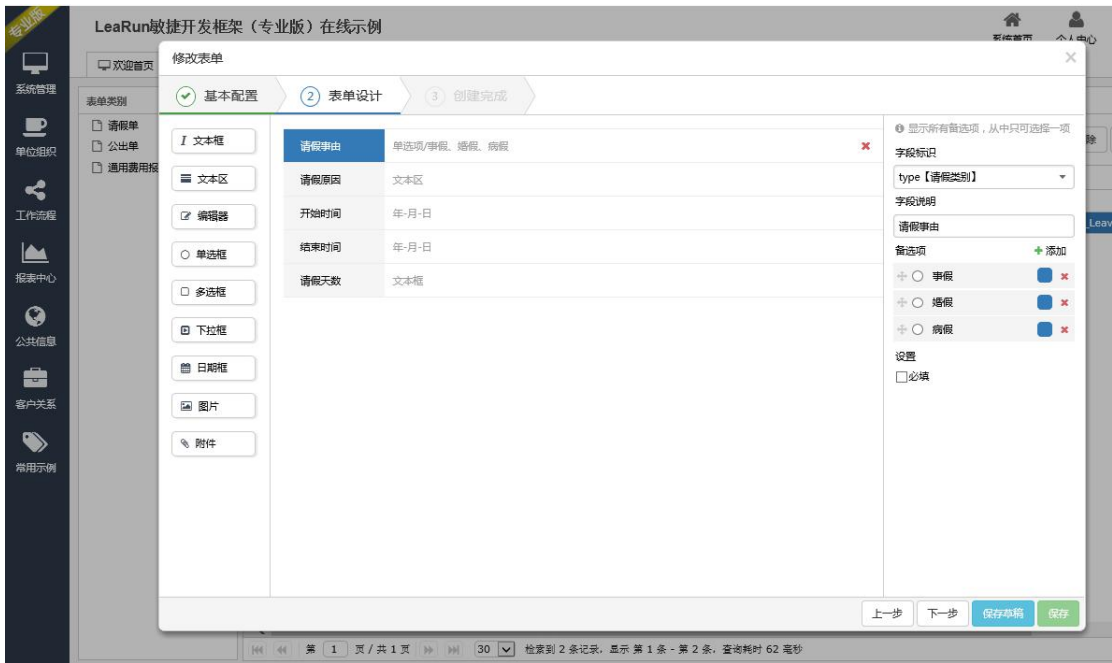 专业版
LeaRun敏捷开发框架（专业版）在线示例
系统首页
个人中心
系统管理
单位组织
工作流程
报表中心
公共信息
客户关系
常用示例
欢迎首页
表单类别
请假单
公出单
通用费用报
修改表单
基本配置
2 表单设计
3 创建完成
I 文本框
文本区
编辑器
单选框
多选框
下拉框
日期框
图片
附件
请假事由 单选项/事假、婚假、病假
请假原因 文本区
开始时间 年-月-日
结束时间 年-月-日
请假天数 文本框
显示所有备选项，从中只可选择一项
字段标识
type【请假类别】
字段说明
请假事由
备选项 添加
事假
婚假
病假
设置
必填
除
_Leav
上一步 下一步 保存草稿 保存
第 1 页/共1页 30 检索到 2 条记录，显示 第 1 条 - 第 2 条，查询耗时 62 毫秒